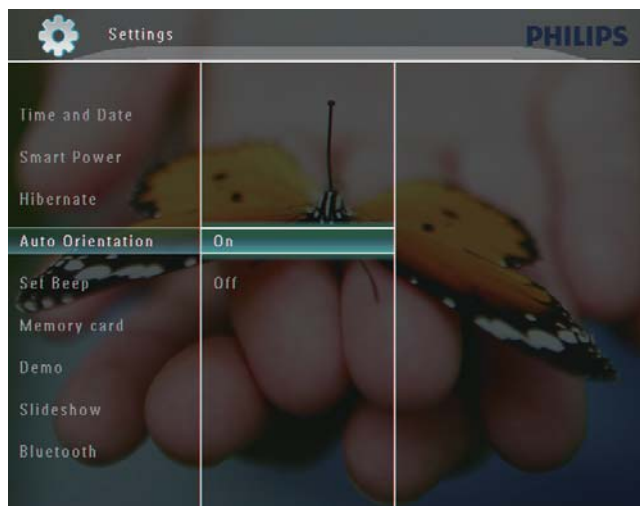 Settings
PHILIPS
Time and Date
Smart Power
Hibernate
Auto Orientation
On
Set Beep
Off
Memory card
Demo
Slideshow
Bluetooth